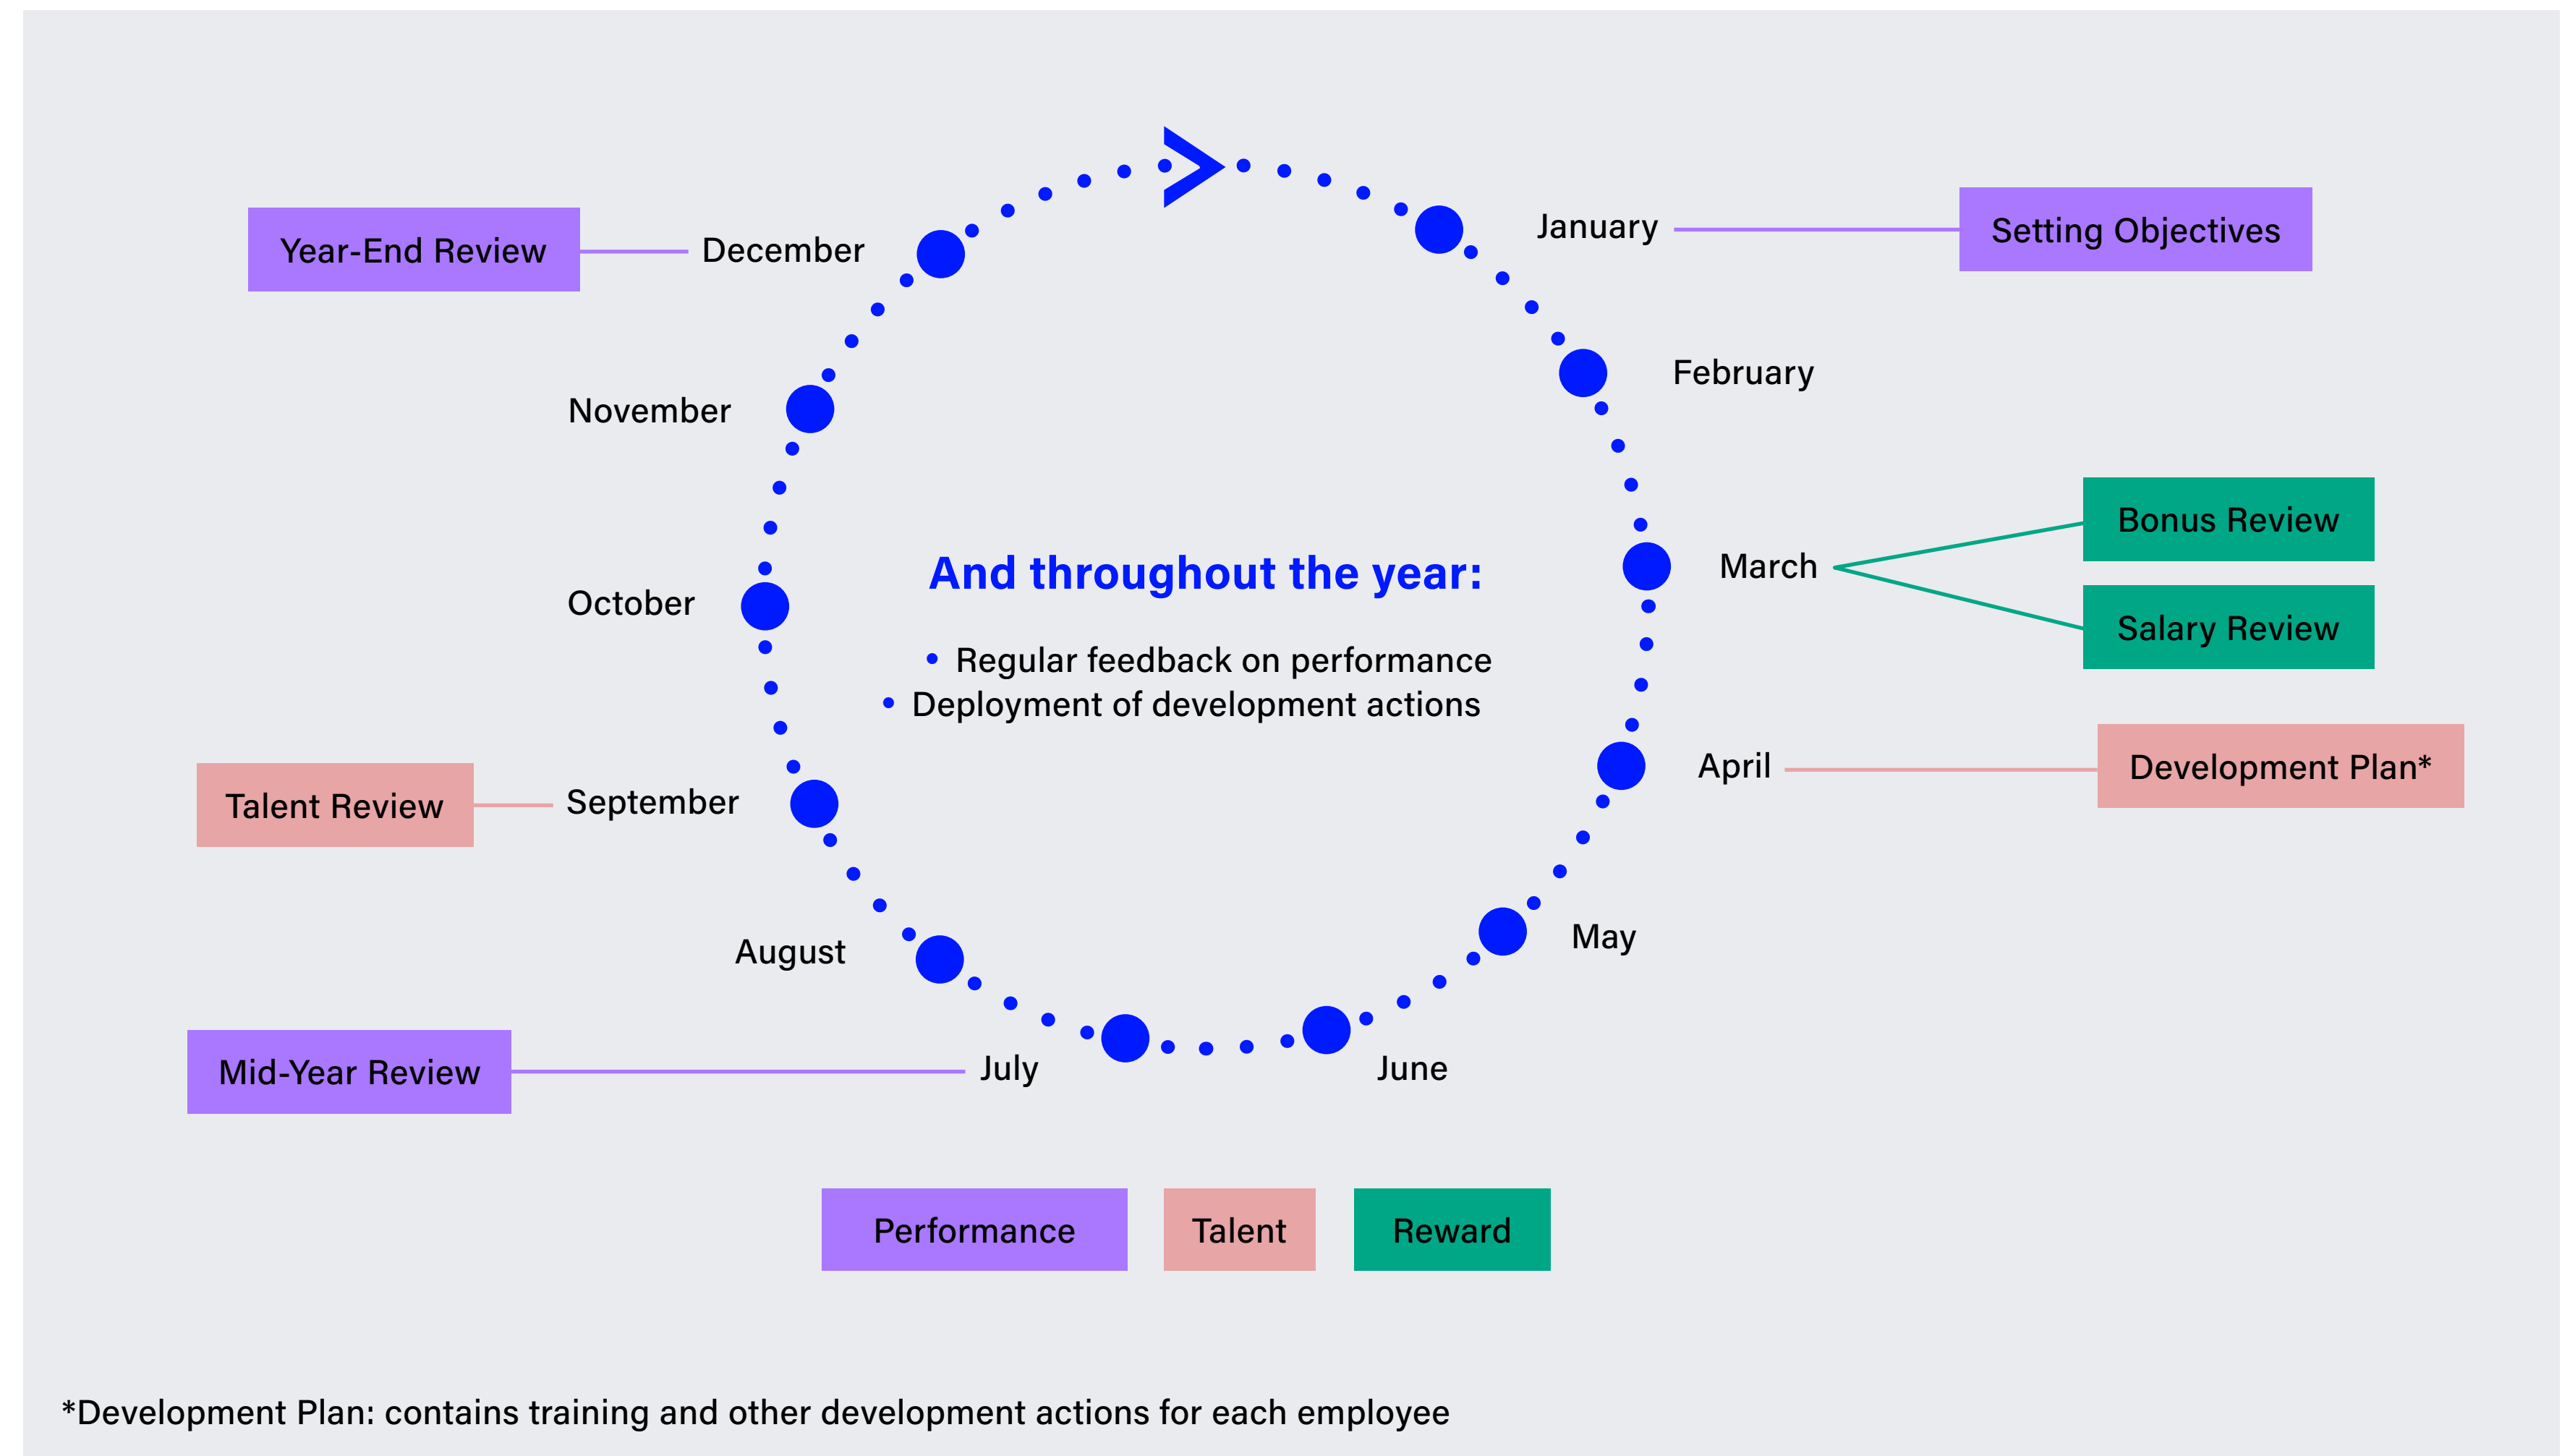 Year-End Review
December
January
Setting Objectives
February
November
Bonus Review
March
Salary Review
And throughout the year:
October
• Regular feedback on performance
• Deployment of development actions
April
Development Plan*
Talent Review
September
May
August
Mid-Year Review
July
June
Performance
Talent
Reward
*Development Plan: contains training and other development actions for each employee